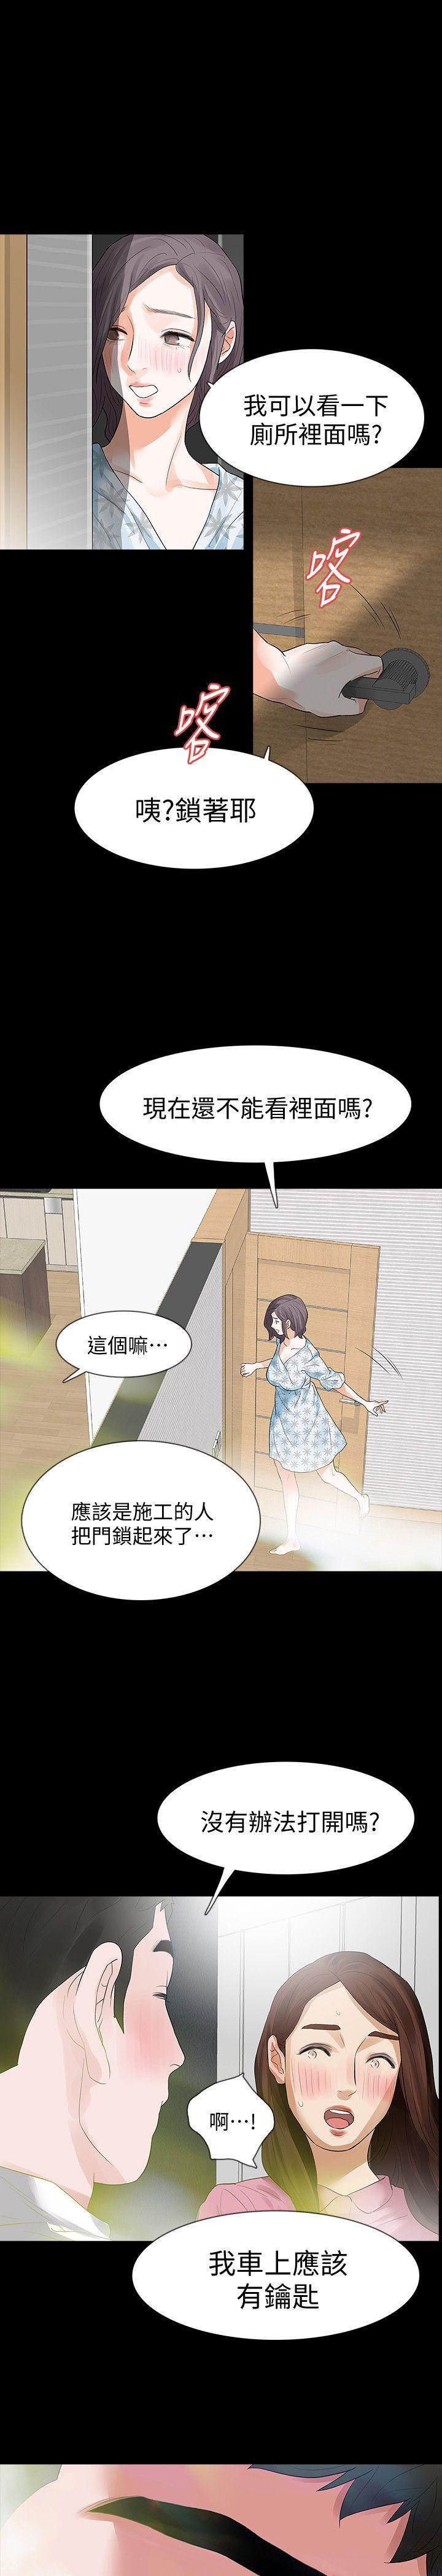 我可以看一下
廁所裡面嗎?
喀
喀
咦?鎖著耶
現在還不能看裡面嗎?
這個嘛…
應該是施工的人
把門鎖起來了…
沒有辦法打開嗎?
啊…!
我車上應該
有鑰匙